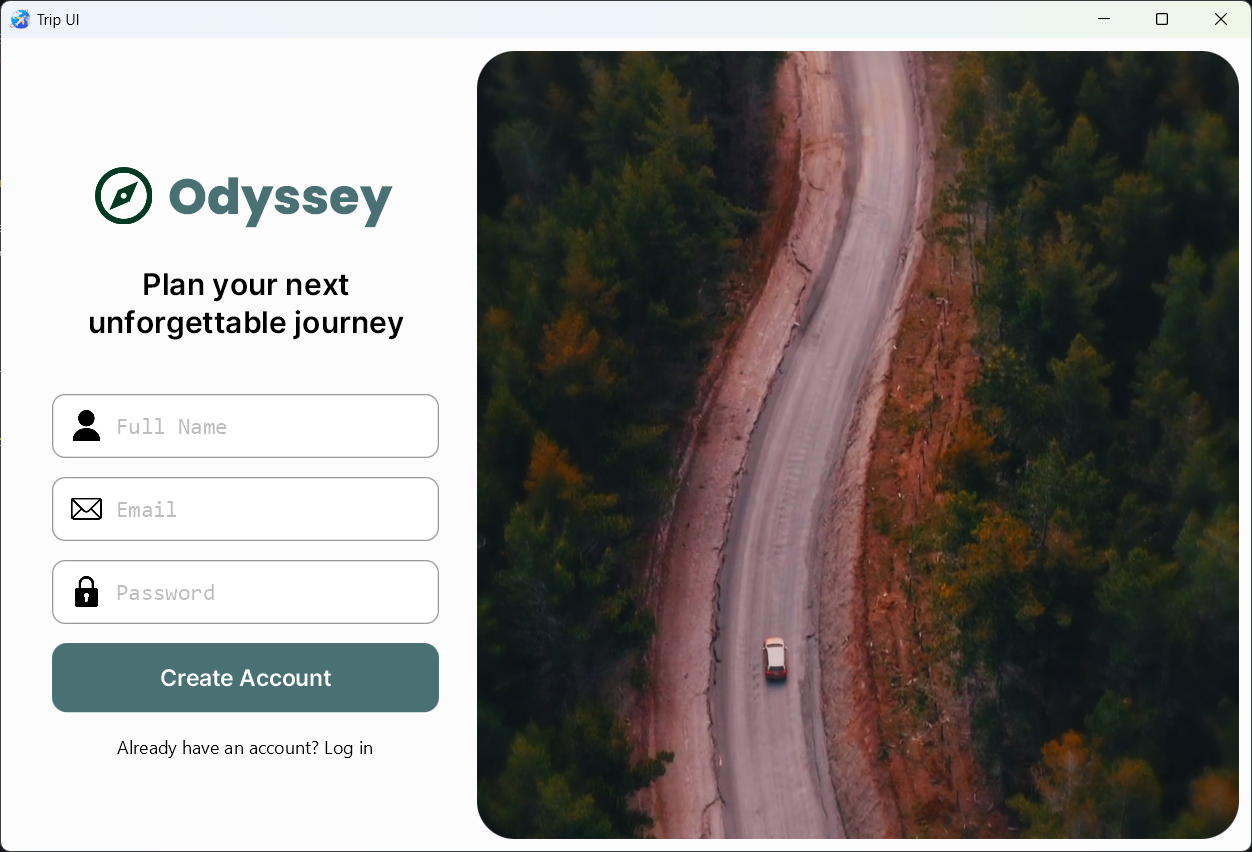 Trip UI
Odyssey
Plan your next
unforgettable journey
Full Name
Email
Password
Create Account
Already have an account? Log in